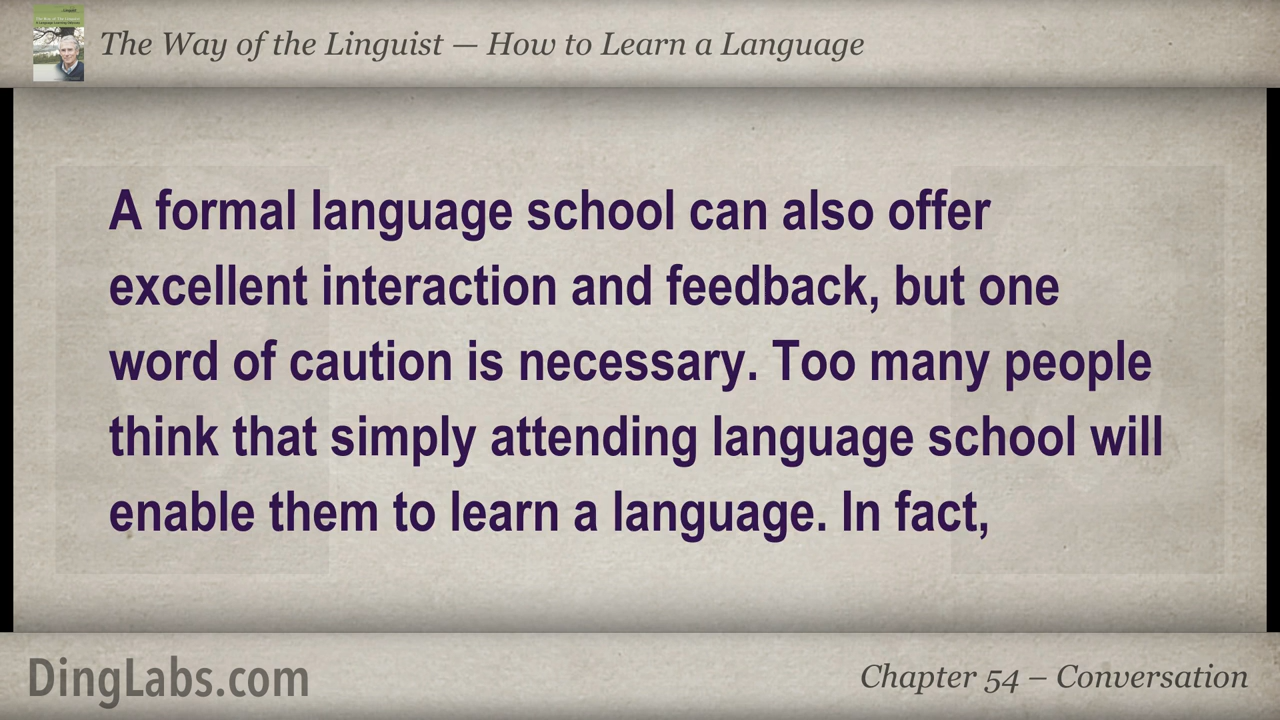 The Way of the Linguist — How to Learn a Language
A formal language school can also offer
excellent interaction and feedback, but one
word of caution is necessary. Too many people
think that simply attending language school will
enable them to learn a language. In fact,
DingLabs.com
Chapter 54 – Conversation